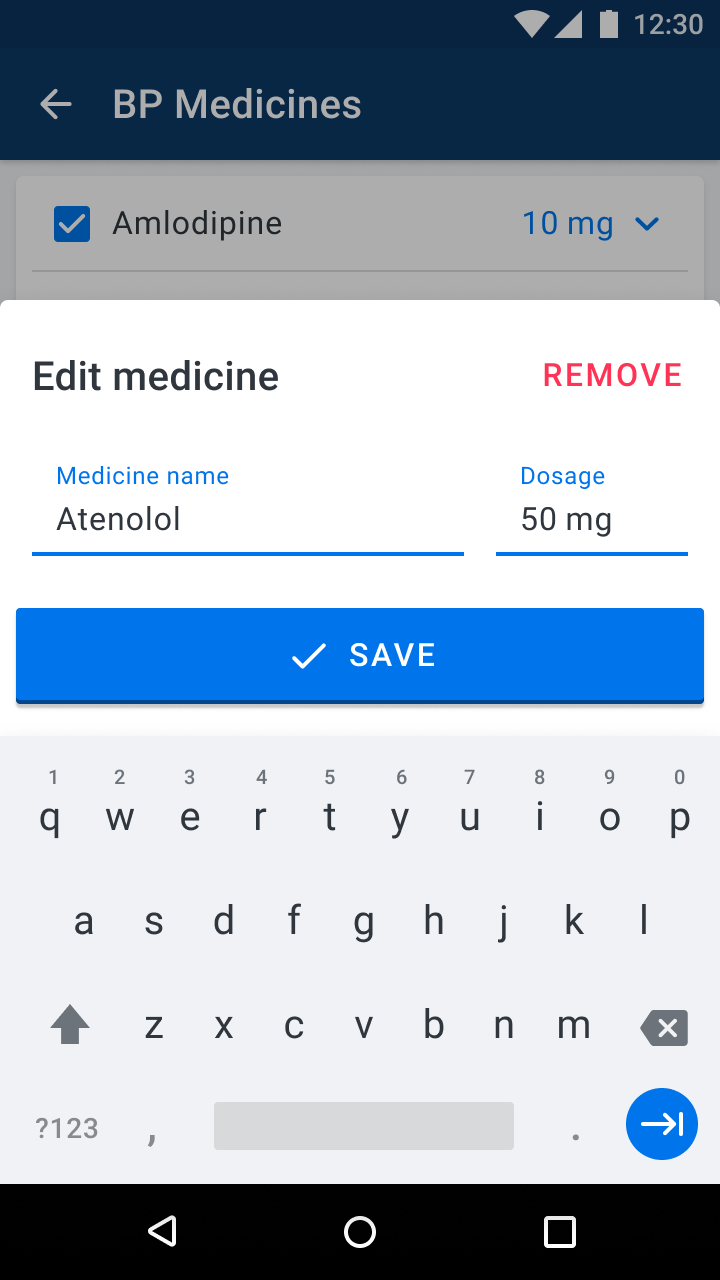 12:30
BP Medicines
Amlodipine 10 mg
Edit medicine REMOVE
Medicine name Dosage
Atenolol 50 mg
SAVE
1 2 3 4 5 6 7 8 9 0
q w e r t y u i o p
a s d f g h j k l
z x c v b n m
?123 , .